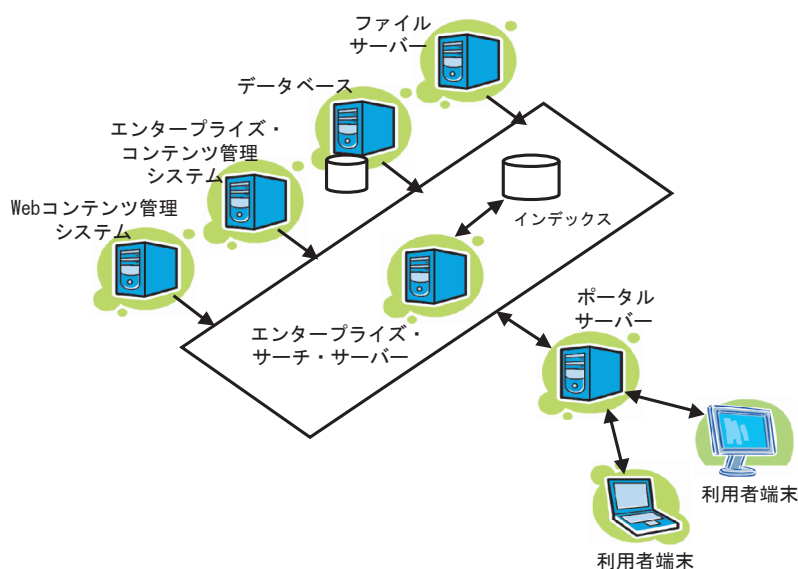 ファイル
サーバー
データベース
エンタープライズ・
コンテンツ管理
システム
Webコンテンツ管理
システム
インデックス
エンタープライズ・
サーチ・サーバー
ポータル
サーバー
利用者端末
利用者端末